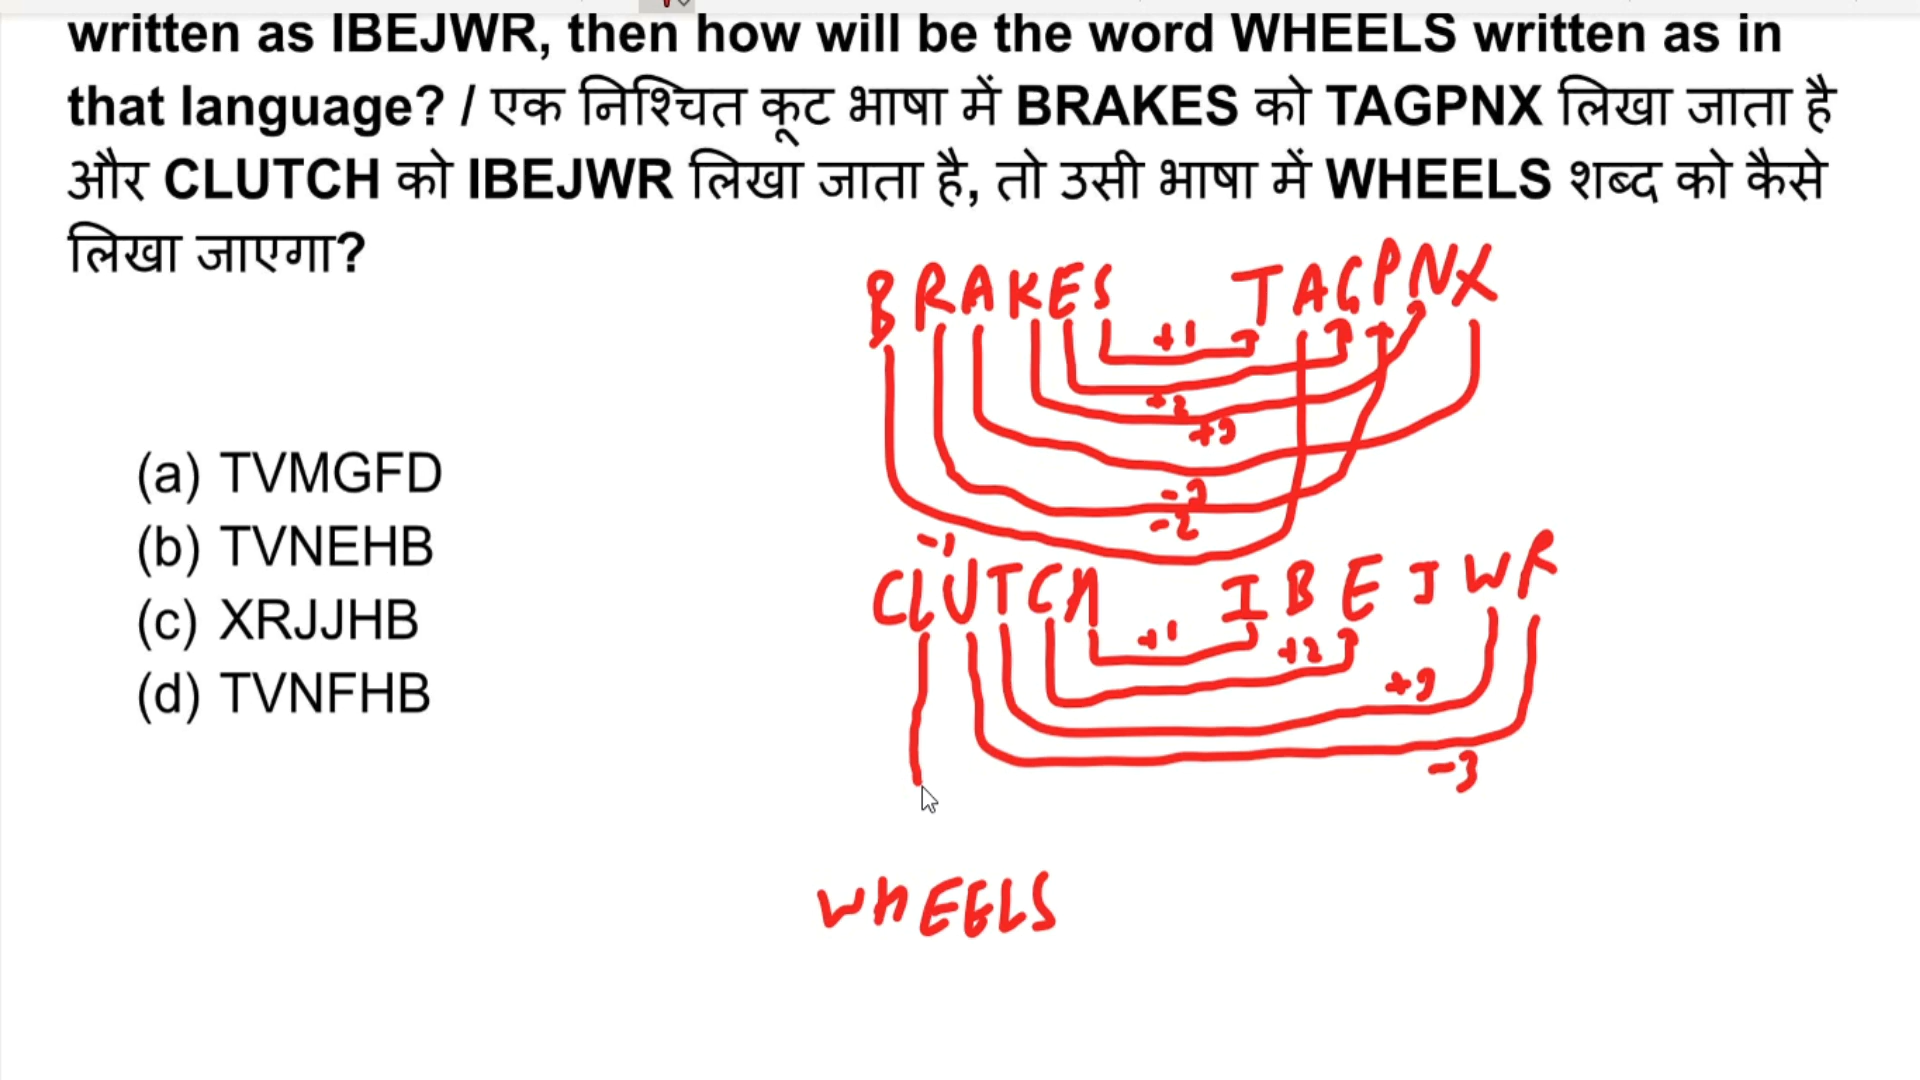 written as IBEJWR, then how will be the word WHEELS written as in
that language? / एक निश्चित कूट भाषा में BRAKES को TAGPNX लिखा जाता है
और CLUTCH को IBEJWR लिखा जाता है, तो उसी भाषा में WHEELS शब्द को कैसे
लिखा जाएगा?
BRAKES TAGPNX
+1
+2
+3
-3
-2
-1
(a) TVMGFD
(b) TVNEHB
(c) XRJJHB
(d) TVNFHB
CLUTCH IBEJWR
+1 +2
+3
-3
WHEELS